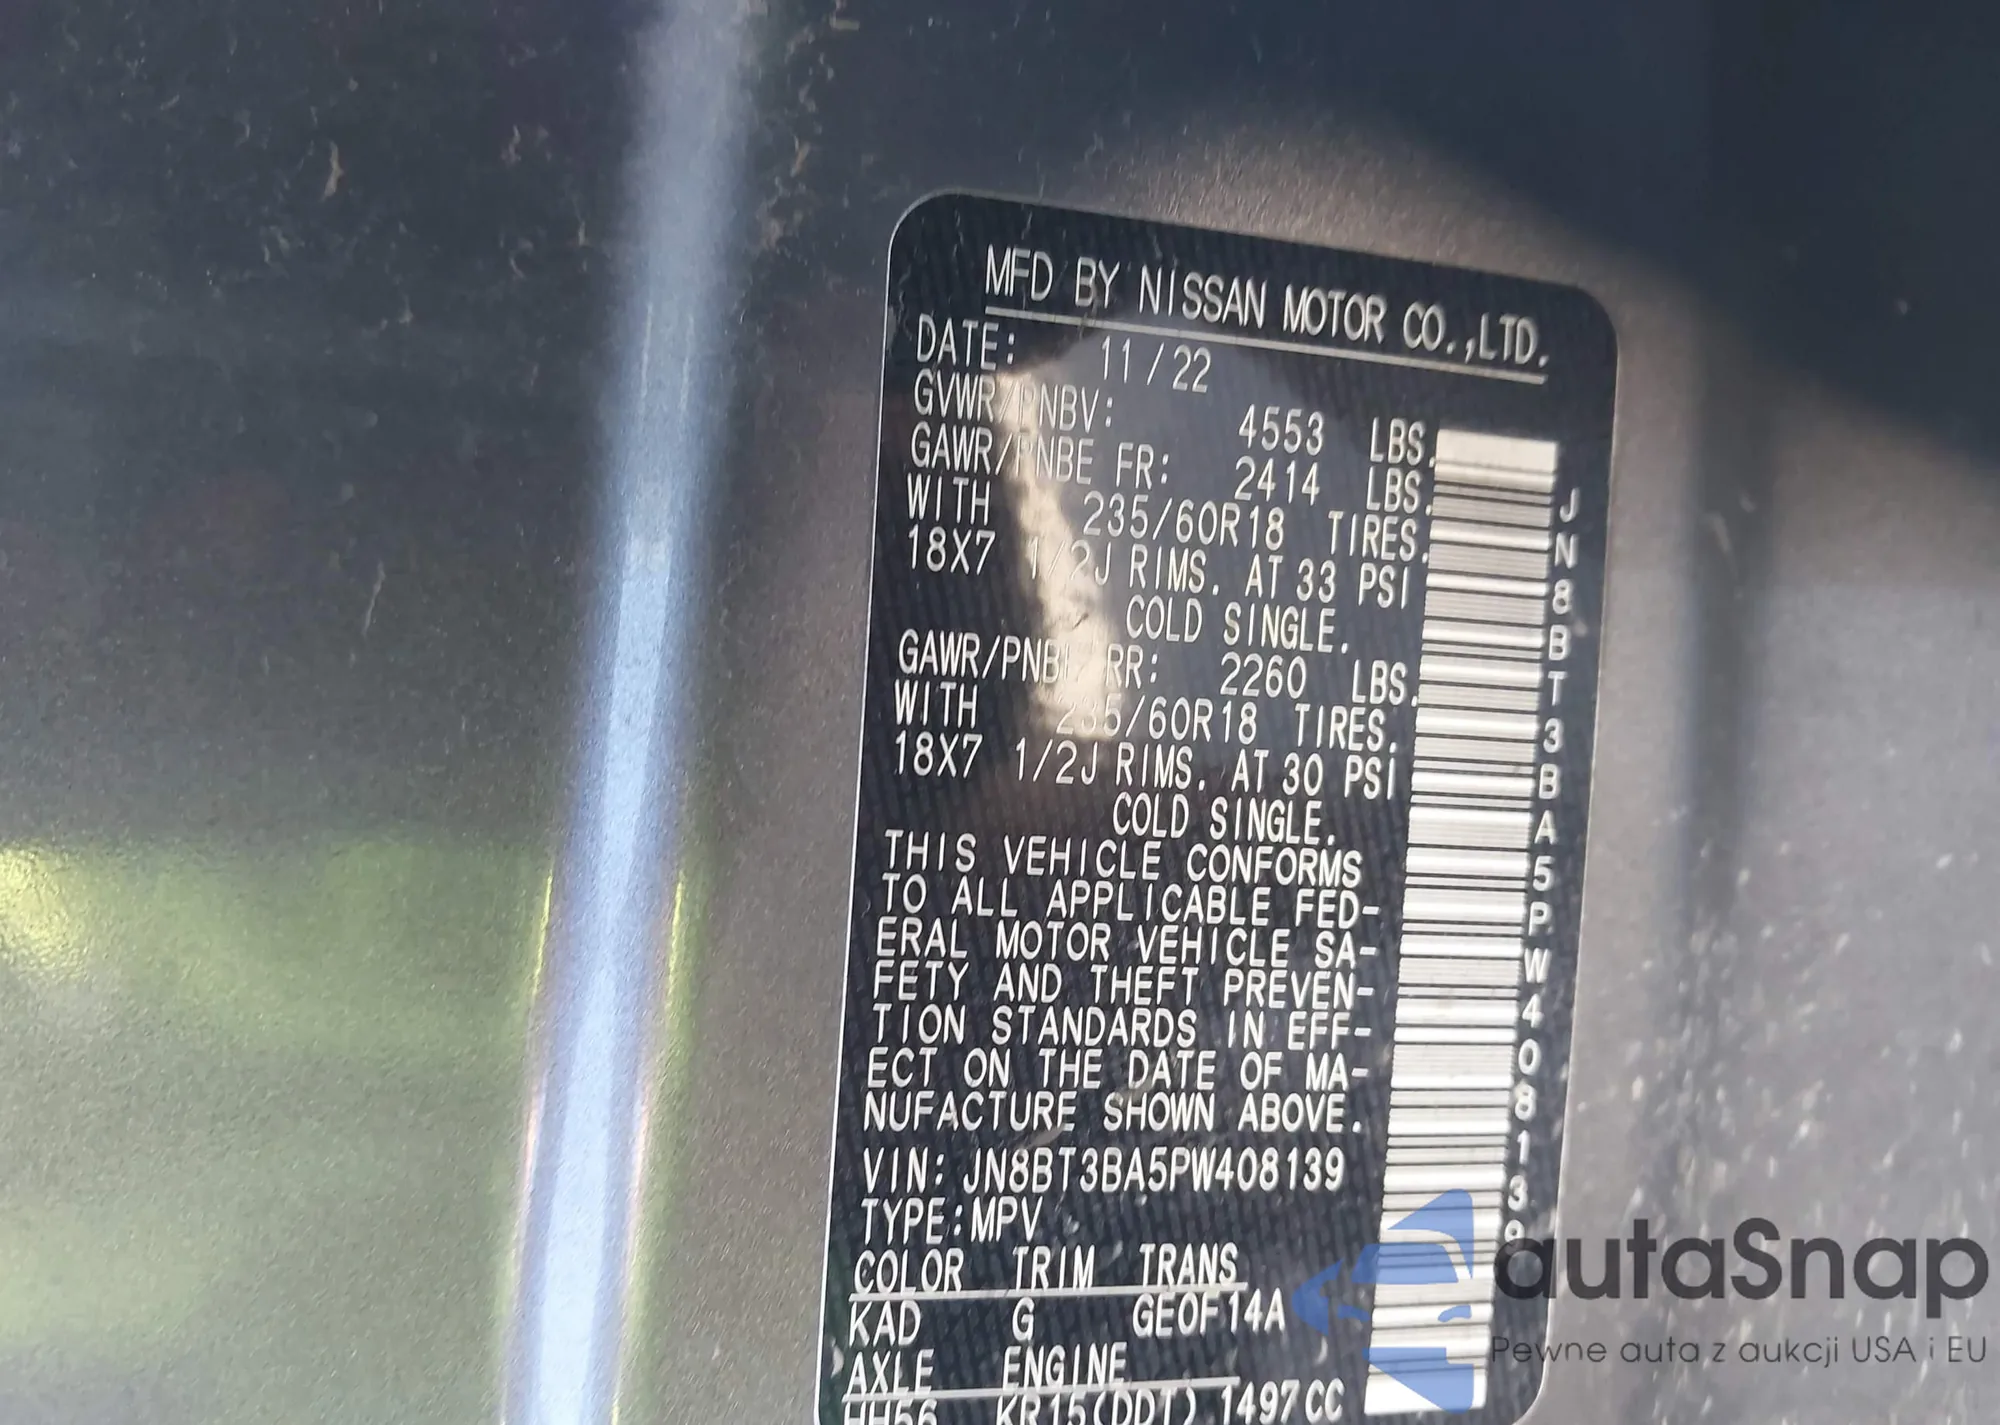 MFD BY NISSAN MOTOR CO.,LTD.
DATE: 11/22
GVWR/PNBV: 4553 LBS.
GAWR/PNBE FR: 2414 LBS.
WITH 235/60R18 TIRES.
18X7 1/2J RIMS. AT 33 PSI
COLD SINGLE.
GAWR/PNBE RR: 2260 LBS.
WITH 235/60R18 TIRES.
18X7 1/2J RIMS. AT 30 PSI
COLD SINGLE.
THIS VEHICLE CONFORMS
TO ALL APPLICABLE FED-
ERAL MOTOR VEHICLE SA-
FETY AND THEFT PREVEN-
TION STANDARDS IN EFF-
ECT ON THE DATE OF MA-
NUFACTURE SHOWN ABOVE.
VIN: JN8BT3BA5PW408139
TYPE:MPV
COLOR TRIM TRANS
KAD G GE0F14A
AXLE ENGINE
HH56 KR15(DDT) 1497CC
JN8BT3BA5PW408139
autaSnap
Pewne auta z aukcji USA i EU